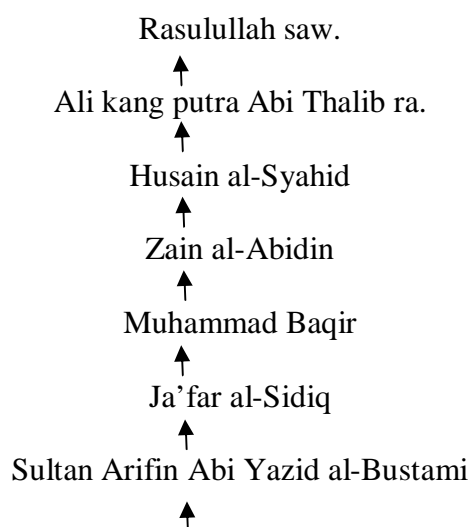 Rasulullah saw.
Ali kang putra Abi Thalib ra.
Husain al-Syahid
Zain al-Abidin
Muhammad Baqir
Ja’far al-Sidiq
Sultan Arifin Abi Yazid al-Bustami